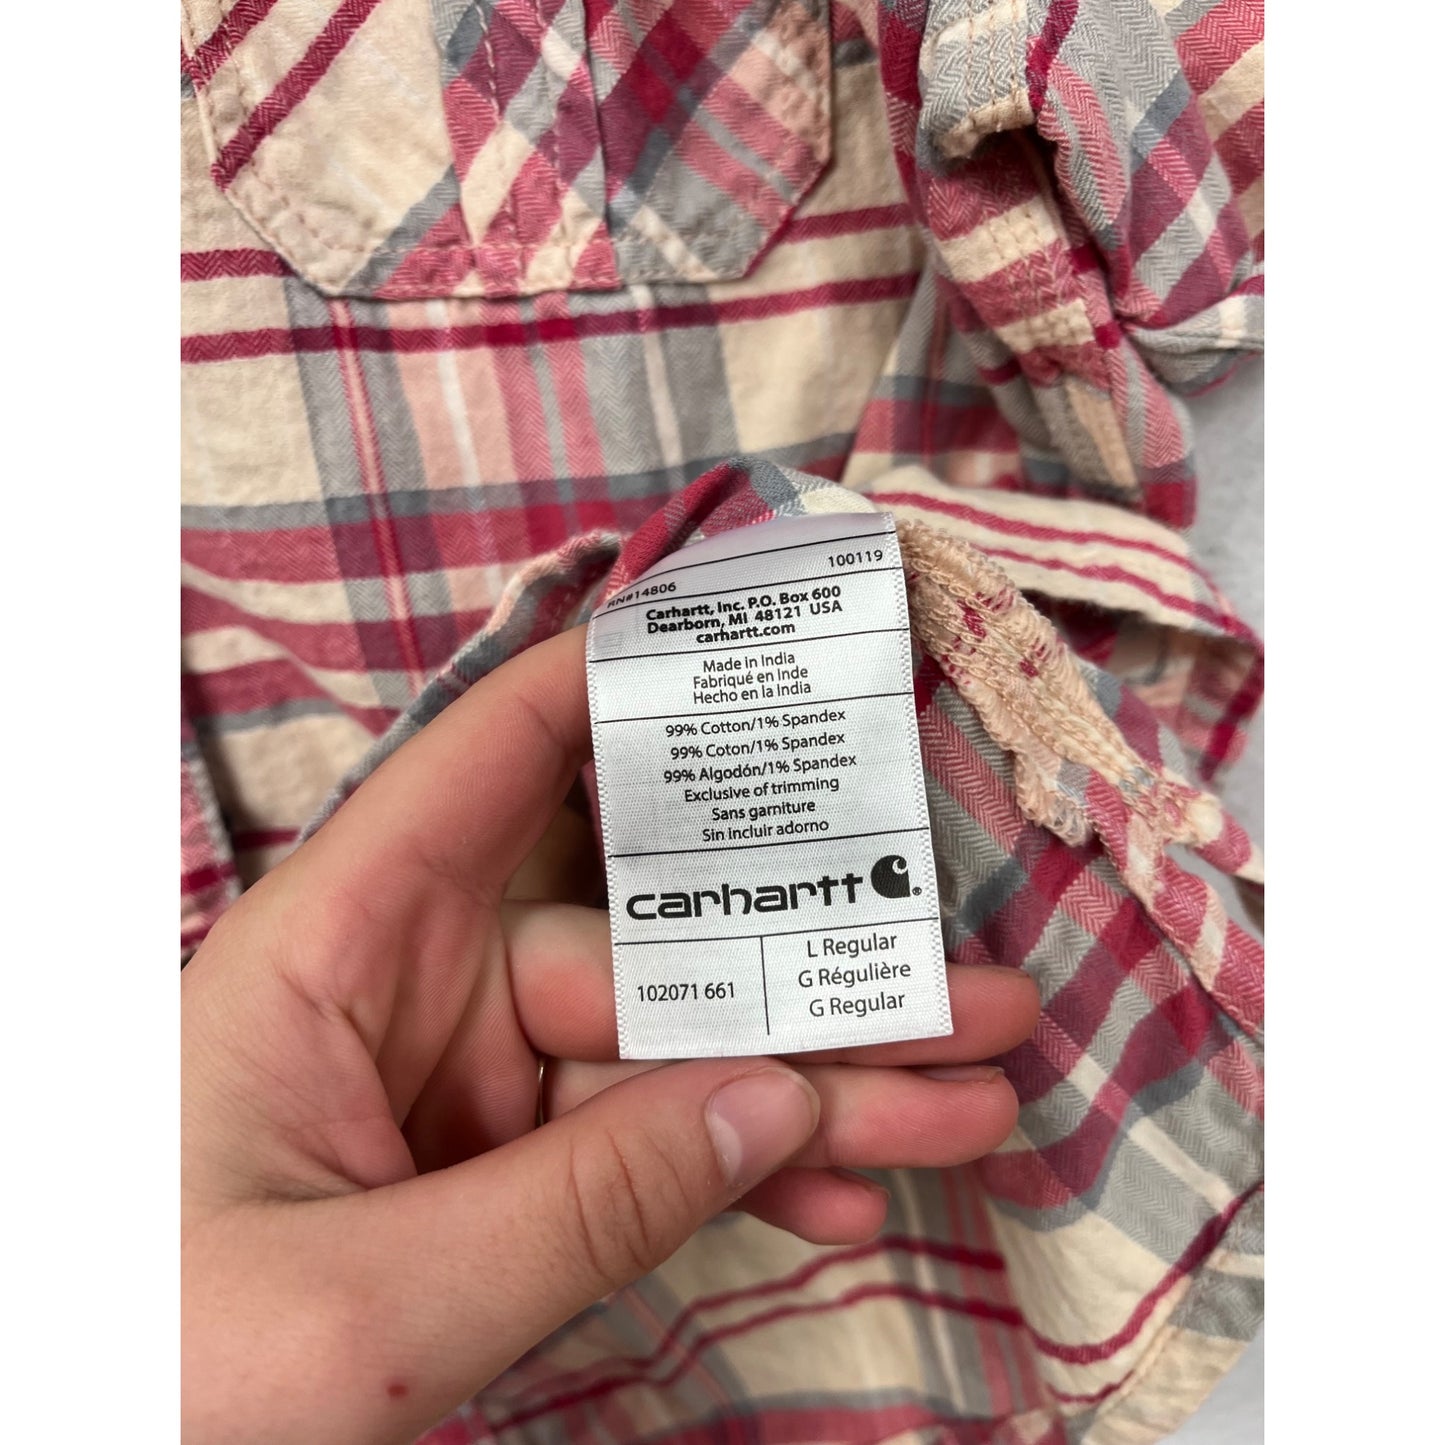 RN#14806 100119
Carhartt, Inc. P.O. Box 600
Dearborn, MI 48121 USA
carhartt.com
Made in India
Fabriqué en Inde
Hecho en la India
99% Cotton/1% Spandex
99% Coton/1% Spandex
99% Algodón/1% Spandex
Exclusive of trimming
Sans garniture
Sin incluir adorno
carhartt ®
102071 661
L Regular
G Régulière
G Regular